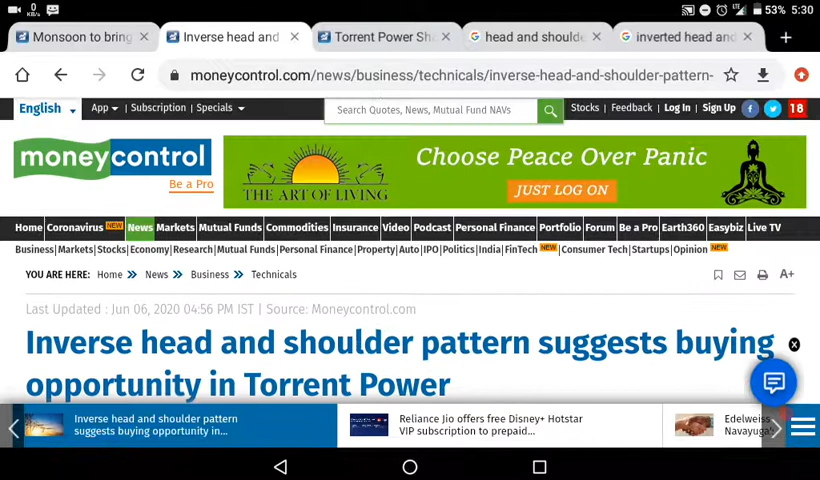 0 KB/s LTE 53% 5:30
Monsoon to bring Inverse head and Torrent Power Sha head and shoulde inverted head and
moneycontrol.com/news/business/technicals/inverse-head-and-shoulder-pattern-
English App Subscription Specials Search Quotes, News, Mutual Fund NAVs Stocks Feedback Log In Sign Up 18
moneycontrol
Be a Pro
THE ART OF LIVING
Choose Peace Over Panic
JUST LOG ON
Home Coronavirus NEW News Markets Mutual Funds Commodities Insurance Video Podcast Personal Finance Portfolio Forum Be a Pro Earth360 Easybiz Live TV
Business| Markets| Stocks| Economy| Research| Mutual Funds| Personal Finance| Property| Auto| IPO| Politics| India| FinTech NEW | Consumer Tech| Startups| Opinion NEW
YOU ARE HERE: Home News Business Technicals A+
Last Updated : Jun 06, 2020 04:56 PM IST | Source: Moneycontrol.com
Inverse head and shoulder pattern suggests buying
opportunity in Torrent Power
Inverse head and shoulder pattern
suggests buying opportunity in...
Reliance Jio offers free Disney+ Hotstar
VIP subscription to prepaid...
Edelweiss
Navayuga'